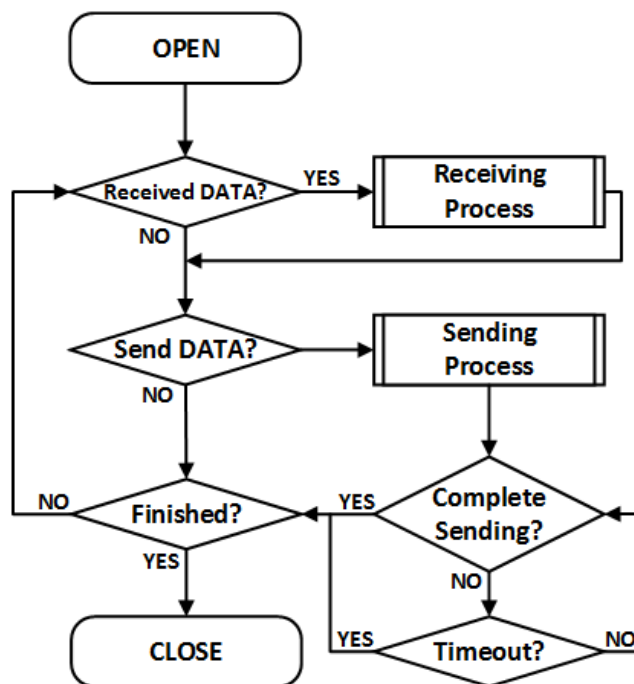 OPEN
Received DATA?
YES
Receiving
Process
NO
Send DATA?
Sending
Process
NO
Finished?
NO
YES
Complete
Sending?
YES
NO
CLOSE
Timeout?
YES
NO